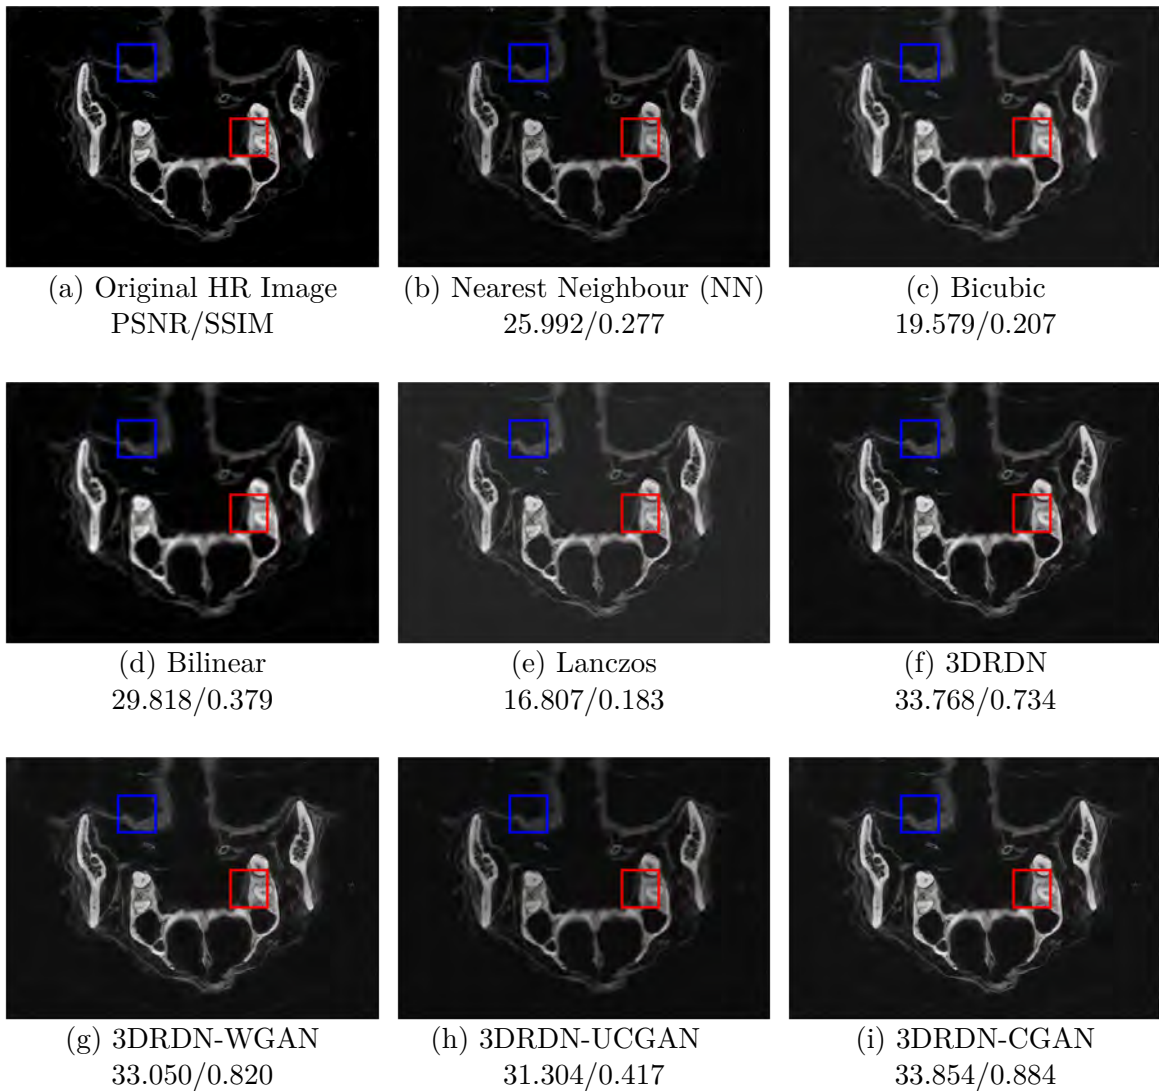 (a) Original HR Image
PSNR/SSIM
(b) Nearest Neighbour (NN)
25.992/0.277
(c) Bicubic
19.579/0.207
(d) Bilinear
29.818/0.379
(e) Lanczos
16.807/0.183
(f) 3DRDN
33.768/0.734
(g) 3DRDN-WGAN
33.050/0.820
(h) 3DRDN-UCGAN
31.304/0.417
(i) 3DRDN-CGAN
33.854/0.884